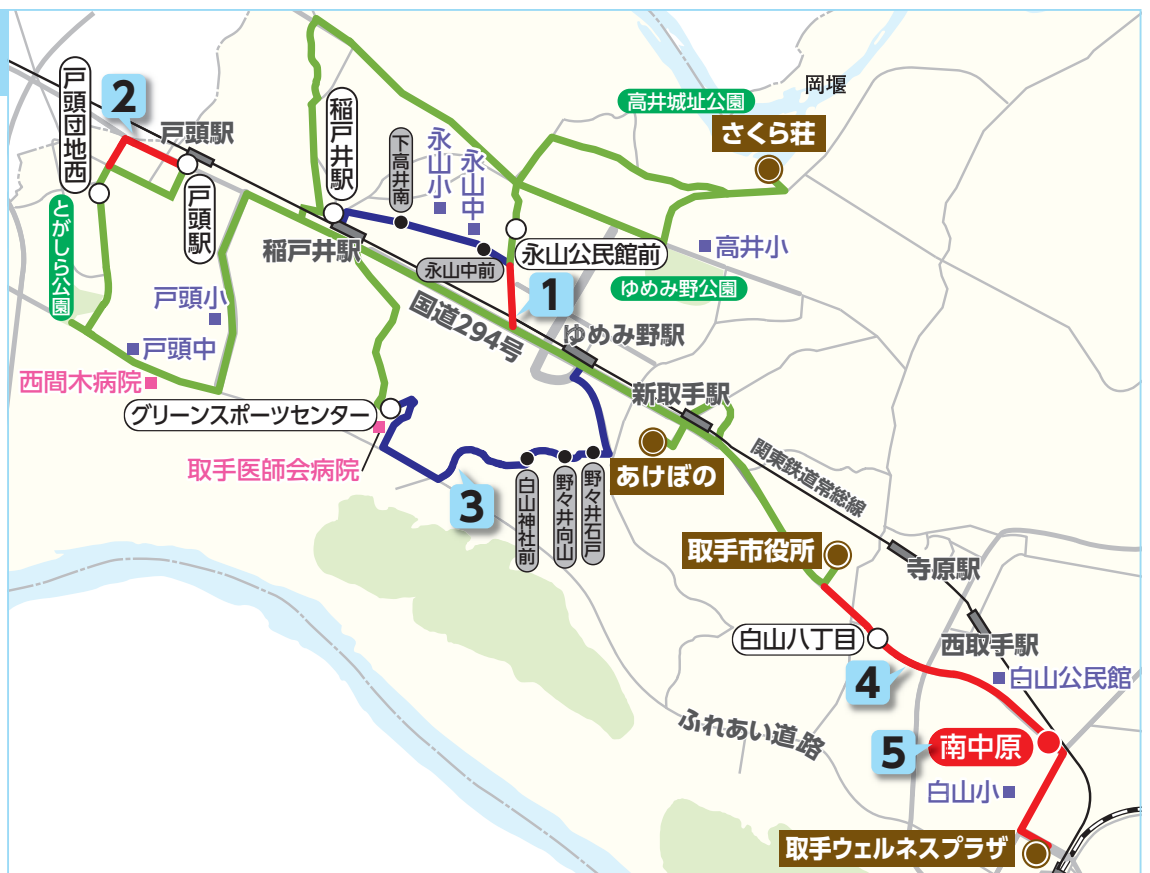 岡堰
高井城址公園
さくら荘
戸頭団地西
2
戸頭駅
稲戸井駅
下高井南
永山小
永山中
戸頭駅
とがしら公園
稲戸井駅
永山中前
永山公民館前
高井小
ゆめみ野公園
1
国道294号
ゆめみ野駅
戸頭小
戸頭中
西間木病院
グリーンスポーツセンター
新取手駅
取手医師会病院
あけぼの
関東鉄道常総線
3
白山神社前
野々井向山
野々井石戸
取手市役所
寺原駅
白山八丁目
西取手駅
4
白山公民館
ふれあい道路
5
南中原
白山小
取手ウェルネスプラザ